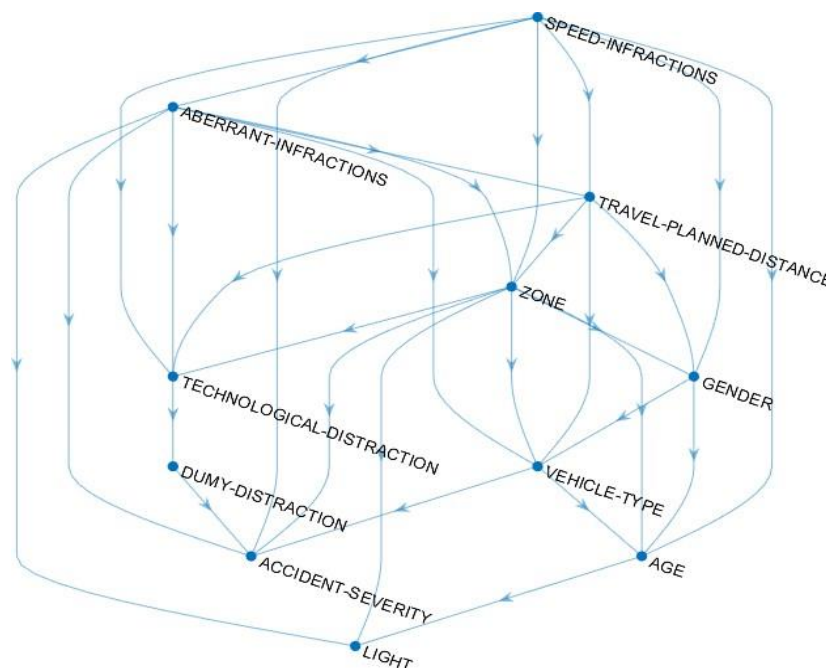 SPEED-INFRACTIONS
ABERRANT-INFRACTIONS
TRAVEL-PLANNED-DISTANCE
ZONE
TECHNOLOGICAL-DISTRACTION
GENDER
DUMY-DISTRACTION
VEHICLE-TYPE
ACCIDENT-SEVERITY
AGE
LIGHT